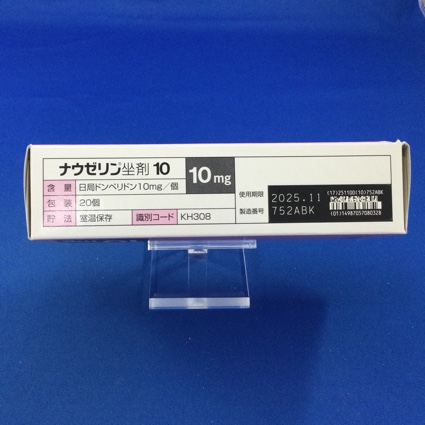 ナウゼリン®坐剤 10
10mg
含量 日局ドンペリドン10mg/個
包装 20個
貯法 室温保存 識別コード KH308
使用期限 2025.11
製造番号 752ABK
(17)251100(10)752ABK
(01)14987057080328